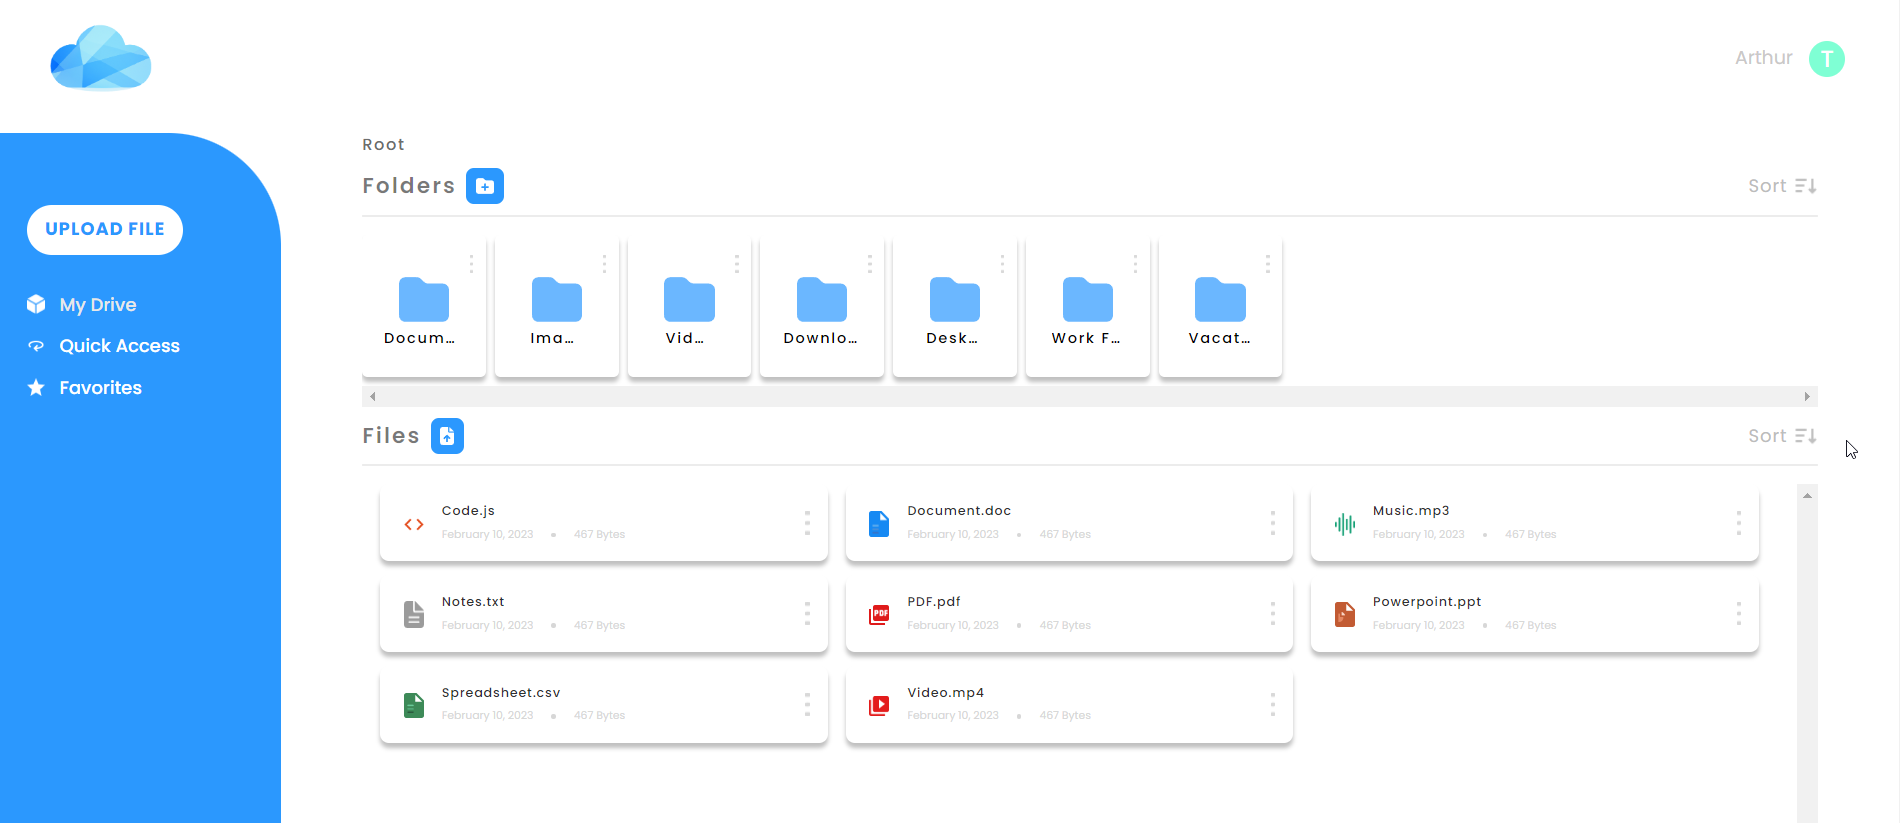 Arthur T
Root
Folders
Sort
UPLOAD FILE
My Drive
Quick Access
Favorites
Docum... Ima... Vid... Downlo... Desk... Work F... Vacat...
Files
Sort
Code.js
February 10, 2023 • 467 Bytes
Document.doc
February 10, 2023 • 467 Bytes
Music.mp3
February 10, 2023 • 467 Bytes
Notes.txt
February 10, 2023 • 467 Bytes
PDF
PDF.pdf
February 10, 2023 • 467 Bytes
Powerpoint.ppt
February 10, 2023 • 467 Bytes
Spreadsheet.csv
February 10, 2023 • 467 Bytes
Video.mp4
February 10, 2023 • 467 Bytes